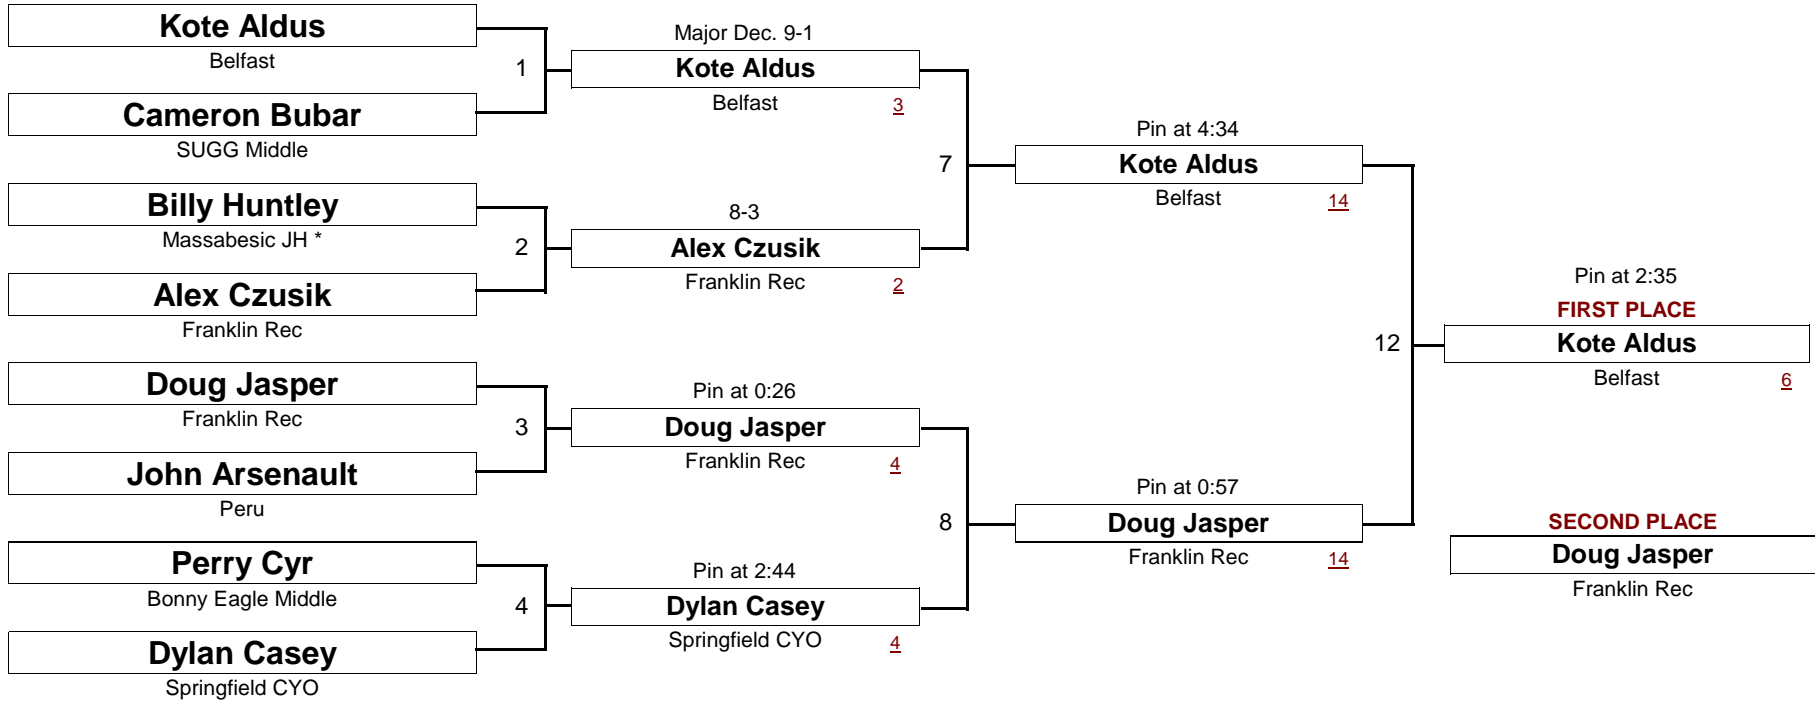 Kote Aldus
Belfast
1
Cameron Bubar
SUGG Middle
Billy Huntley
Massabesic JH *
2
Alex Czusik
Franklin Rec
Doug Jasper
Franklin Rec
3
John Arsenault
Peru
Perry Cyr
Bonny Eagle Middle
4
Dylan Casey
Springfield CYO
Major Dec. 9-1
Kote Aldus
Belfast 3
7
8-3
Alex Czusik
Franklin Rec 2
Pin at 0:26
Doug Jasper
Franklin Rec 4
8
Pin at 2:44
Dylan Casey
Springfield CYO 4
Pin at 4:34
Kote Aldus
Belfast 14
12
Pin at 0:57
Doug Jasper
Franklin Rec 14
Pin at 2:35
FIRST PLACE
Kote Aldus
Belfast 6
SECOND PLACE
Doug Jasper
Franklin Rec